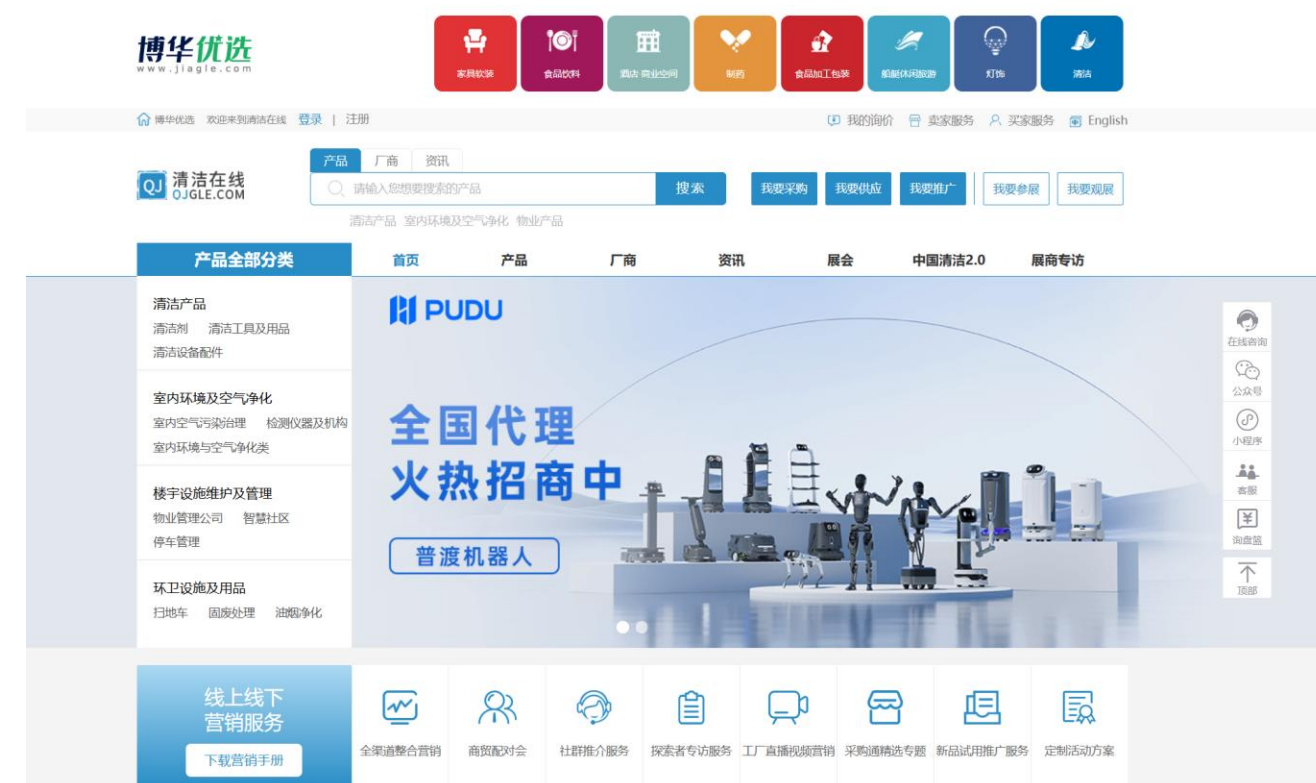 博华优选
www.jiagle.com
家具软装
食品饮料
酒店·商业空间
制药
食品加工包装
船艇休闲旅游
灯饰
清洁
博华优选 欢迎来到清洁在线 登录 | 注册
我的询价 卖家服务 买家服务 English
产品 厂商 资讯
QJ 清洁在线
QJGLE.COM
请输入您想要搜索的产品 搜索
我要采购 我要供应 我要推广 我要参展 我要观展
清洁产品 室内环境及空气净化 物业产品
产品全部分类 首页 产品 厂商 资讯 展会 中国清洁2.0 展商专访
清洁产品
清洁剂 清洁工具及用品
清洁设备配件
室内环境及空气净化
室内空气污染治理 检测仪器及机构
室内环境与空气净化类
楼宇设施维护及管理
物业管理公司 智慧社区
停车管理
环卫设施及用品
扫地车 固废处理 油烟净化
PUDU
全国代理
火热招商中
普渡机器人
在线咨询
公众号
小程序
客服
询盘篮
顶部
线上线下
营销服务
下载营销手册
全渠道整合营销
商贸配对会
社群推介服务
探索者专访服务
工厂直播视频营销
采购通精选专题
新品试用推广服务
定制活动方案